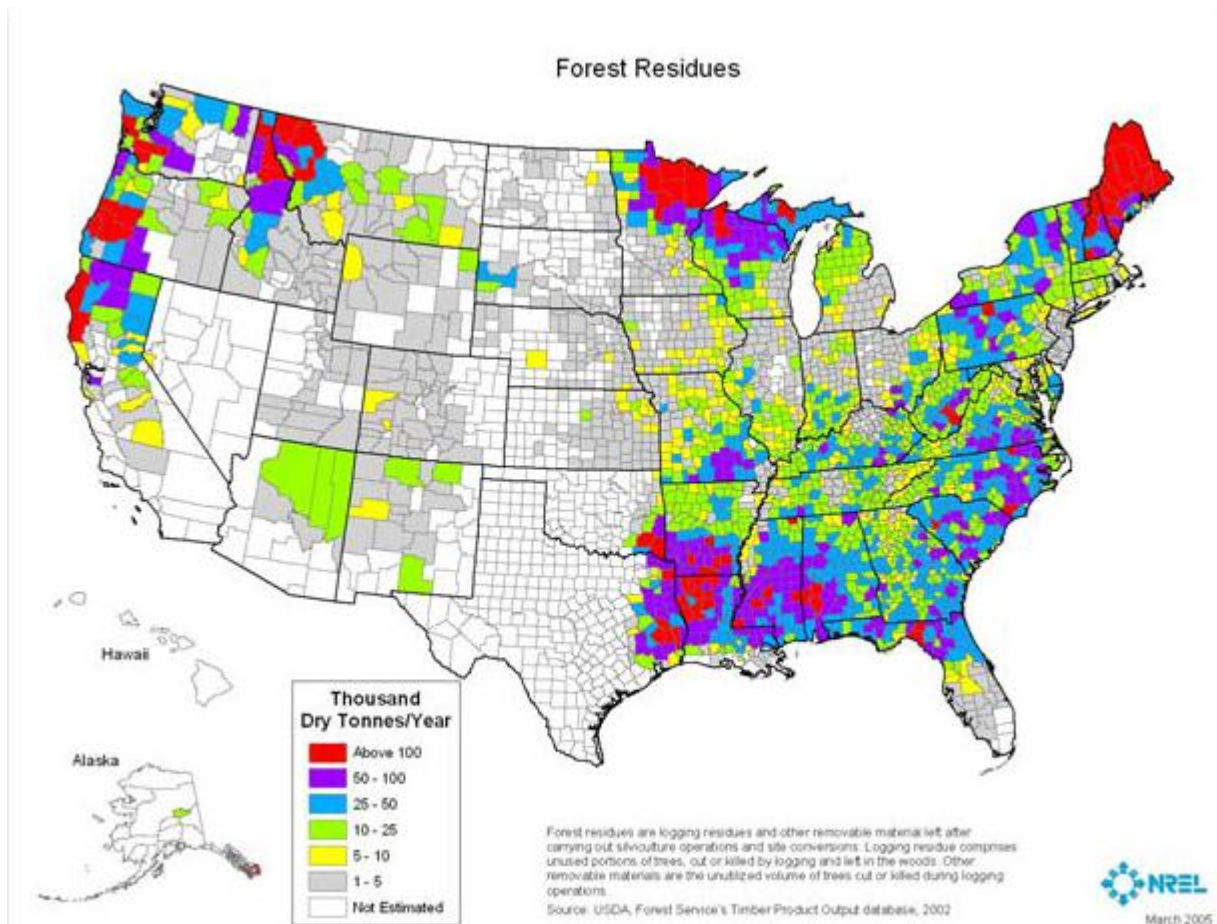 Forest Residues
Hawaii
Alaska
Thousand
Dry Tonnes/Year
Above 100
50 - 100
25 - 50
10 - 25
5 - 10
1 - 5
Not Estimated
Forest residues are logging residues and other removable material left after
carrying out silviculture operations and site conversions. Logging residue comprises
unused portions of trees, cut or killed by logging and left in the woods. Other
removable materials are the unutilized volume of trees cut or killed during logging
operations.
Source: USDA, Forest Service's Timber Product Output database, 2002
NREL
March 2005